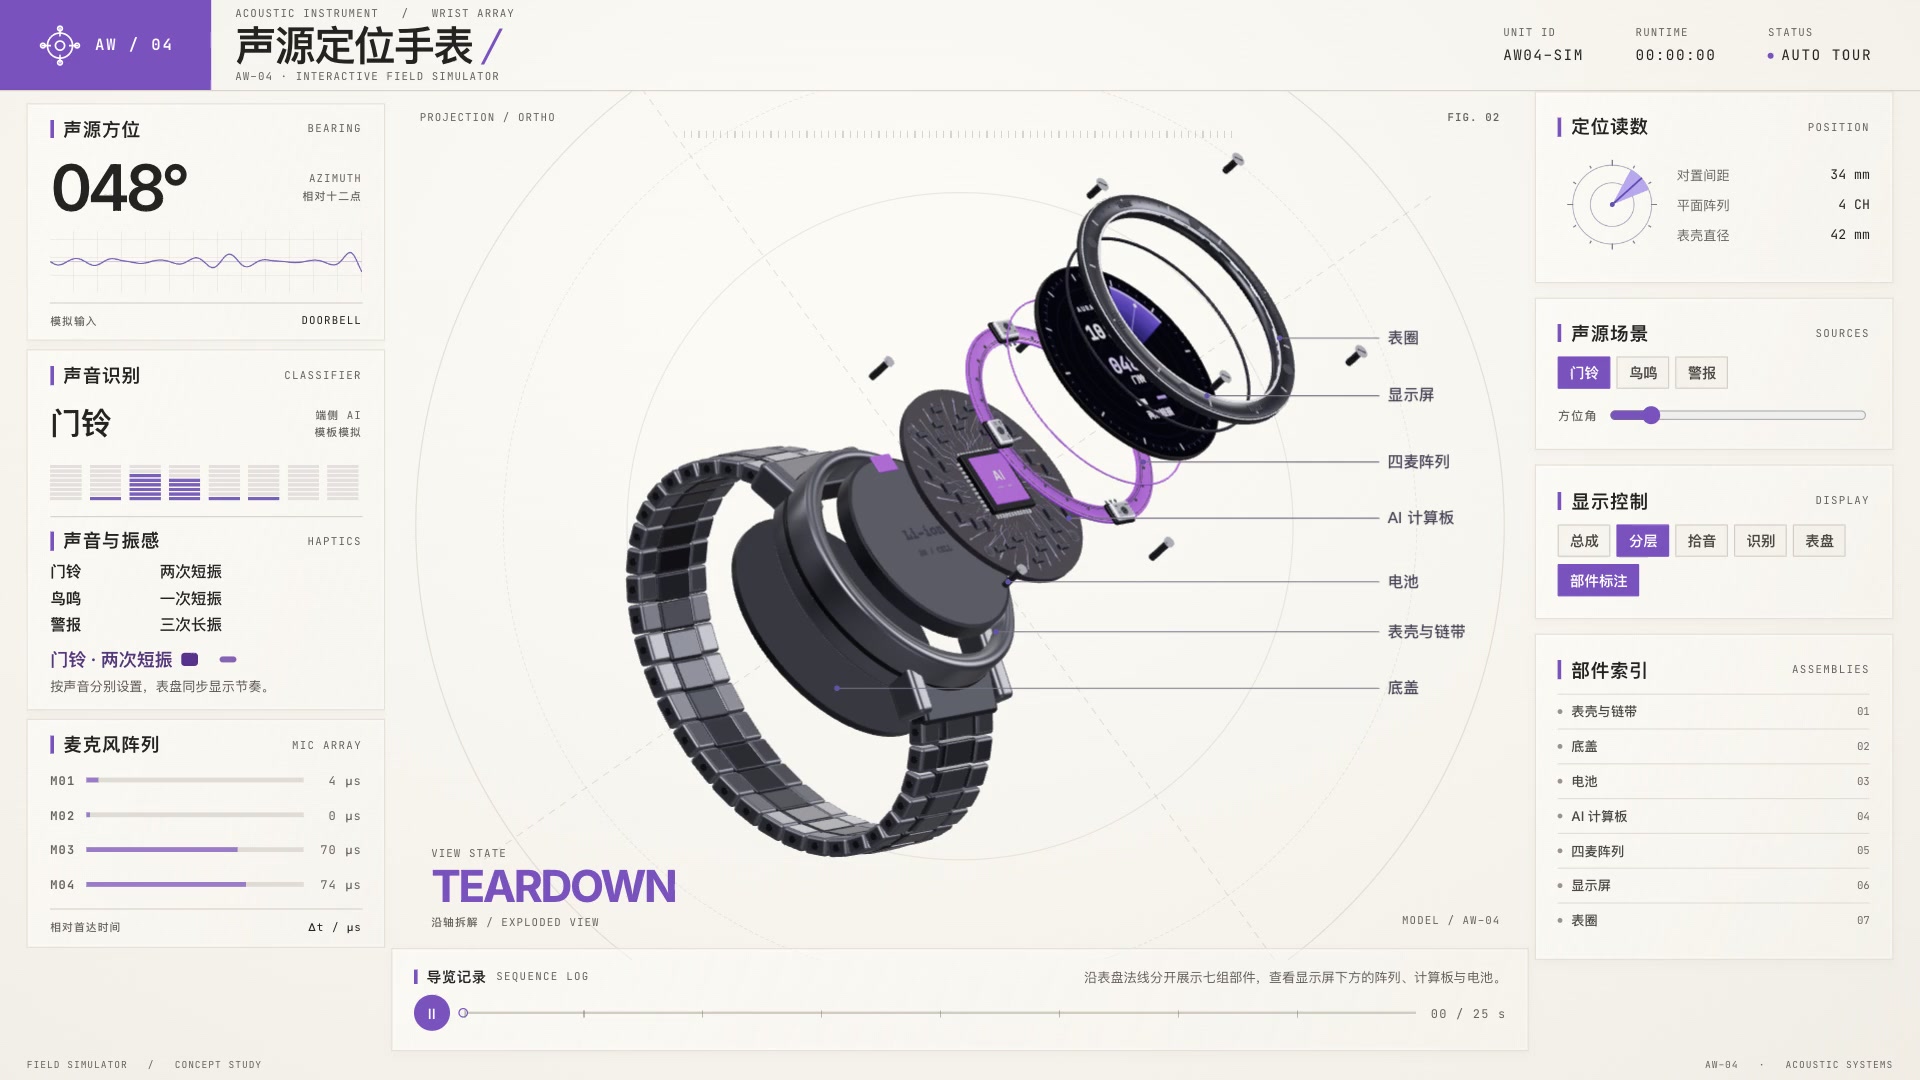 AW / 04
ACOUSTIC INSTRUMENT / WRIST ARRAY
声源定位手表 /
AW-04 · INTERACTIVE FIELD SIMULATOR
UNIT ID
AW04-SIM
RUNTIME
00:00:00
STATUS
AUTO TOUR
声源方位
BEARING
048°
AZIMUTH
相对十二点
模拟输入
DOORBELL
声音识别
CLASSIFIER
门铃
端侧 AI
模板模拟
声音与振感
HAPTICS
门铃 两次短振
鸟鸣 一次短振
警报 三次长振
门铃 · 两次短振
按声音分别设置，表盘同步显示节奏。
麦克风阵列
MIC ARRAY
M01 4 µs
M02 0 µs
M03 70 µs
M04 74 µs
相对首达时间
Δt / µs
PROJECTION / ORTHO
FIG. 02
AURA
18
AI
Li-ion
表圈
显示屏
四麦阵列
AI 计算板
电池
表壳与链带
底盖
VIEW STATE
TEARDOWN
沿轴拆解 / EXPLODED VIEW
MODEL / AW-04
导览记录 SEQUENCE LOG
沿表盘法线分开展示七组部件，查看显示屏下方的阵列、计算板与电池。
00 / 25 s
定位读数
POSITION
对置间距 34 mm
平面阵列 4 CH
表壳直径 42 mm
声源场景
SOURCES
门铃 鸟鸣 警报
方位角
显示控制
DISPLAY
总成 分层 拾音 识别 表盘
部件标注
部件索引
ASSEMBLIES
表壳与链带 01
底盖 02
电池 03
AI 计算板 04
四麦阵列 05
显示屏 06
表圈 07
FIELD SIMULATOR / CONCEPT STUDY
AW-04 · ACOUSTIC SYSTEMS